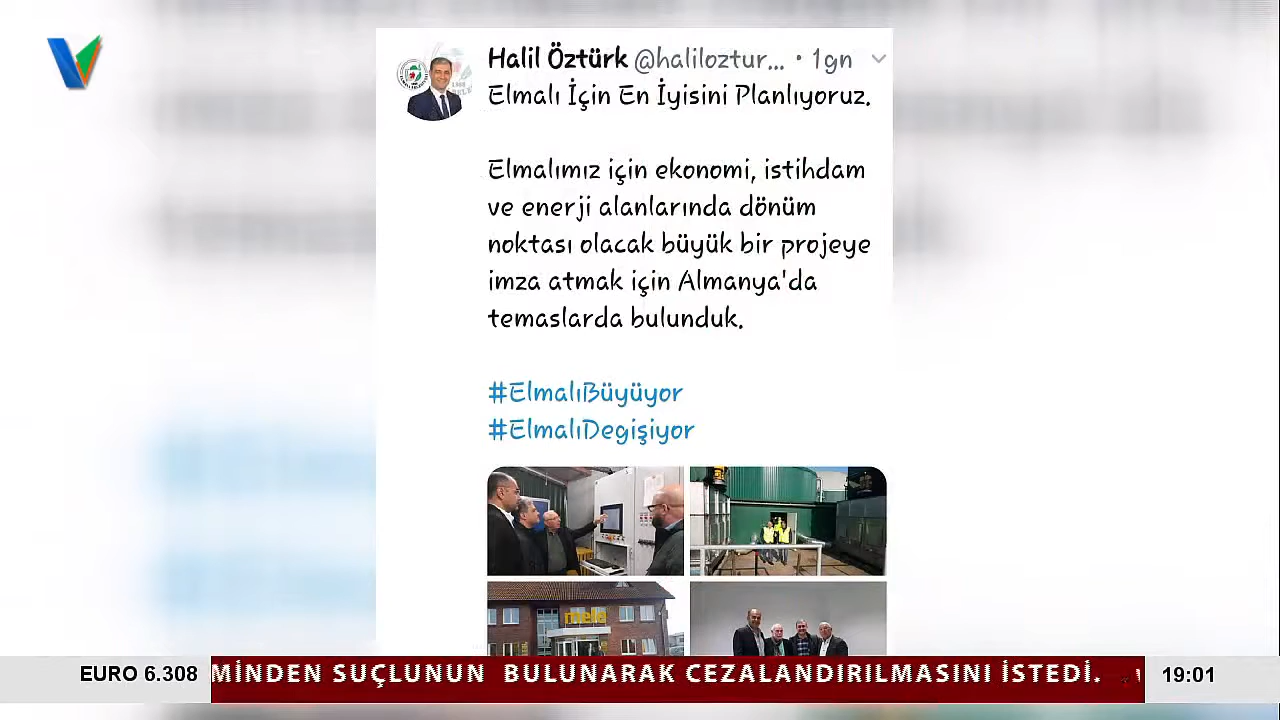 Halil Öztürk @haliloztur... • 1gn
Elmalı İçin En İyisini Planlıyoruz.
Elmalımız için ekonomi, istihdam
ve enerji alanlarında dönüm
noktası olacak büyük bir projeye
imza atmak için Almanya'da
temaslarda bulunduk.
#ElmalıBüyüyor
#ElmalıDegişiyor
mele
EURO 6.308
MİNDEN SUÇLUNUN BULUNARAK CEZALANDIRILMASINI İSTEDİ.
19:01